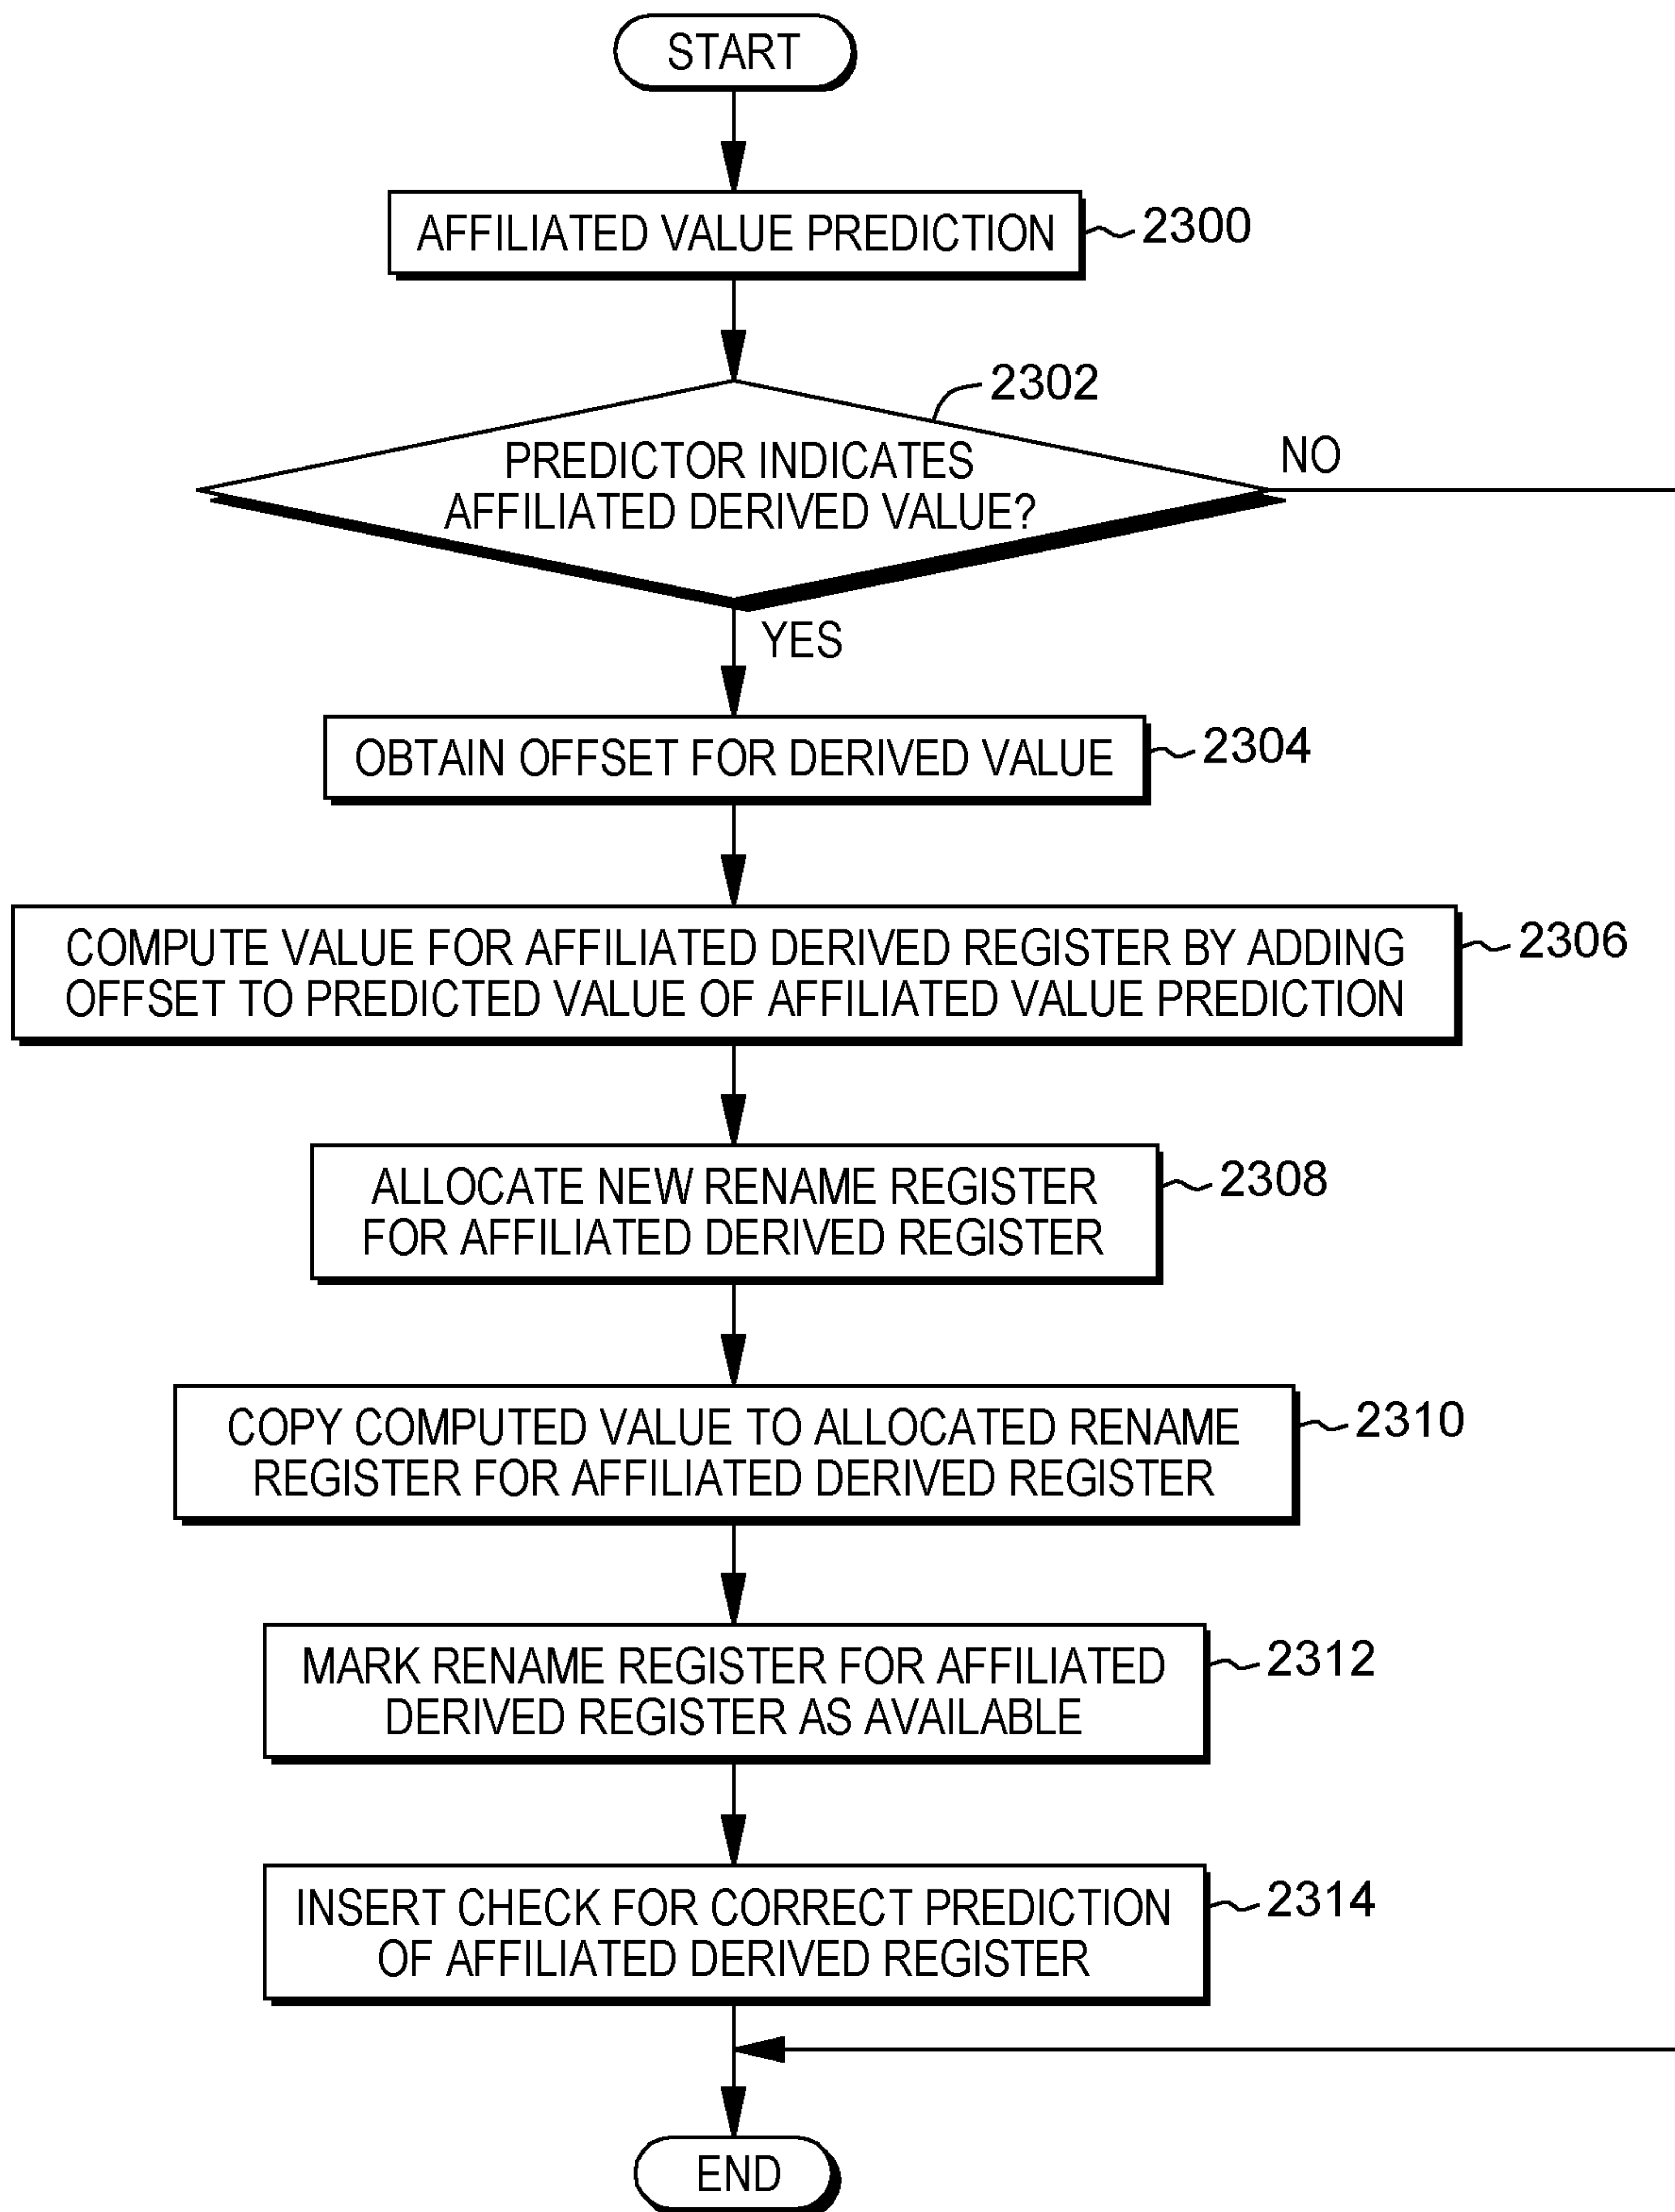 START
AFFILIATED VALUE PREDICTION
2300
2302
PREDICTOR INDICATES
AFFILIATED DERIVED VALUE?
NO
YES
OBTAIN OFFSET FOR DERIVED VALUE
2304
COMPUTE VALUE FOR AFFILIATED DERIVED REGISTER BY ADDING
OFFSET TO PREDICTED VALUE OF AFFILIATED VALUE PREDICTION
2306
ALLOCATE NEW RENAME REGISTER
FOR AFFILIATED DERIVED REGISTER
2308
COPY COMPUTED VALUE TO ALLOCATED RENAME
REGISTER FOR AFFILIATED DERIVED REGISTER
2310
MARK RENAME REGISTER FOR AFFILIATED
DERIVED REGISTER AS AVAILABLE
2312
INSERT CHECK FOR CORRECT PREDICTION
OF AFFILIATED DERIVED REGISTER
2314
END